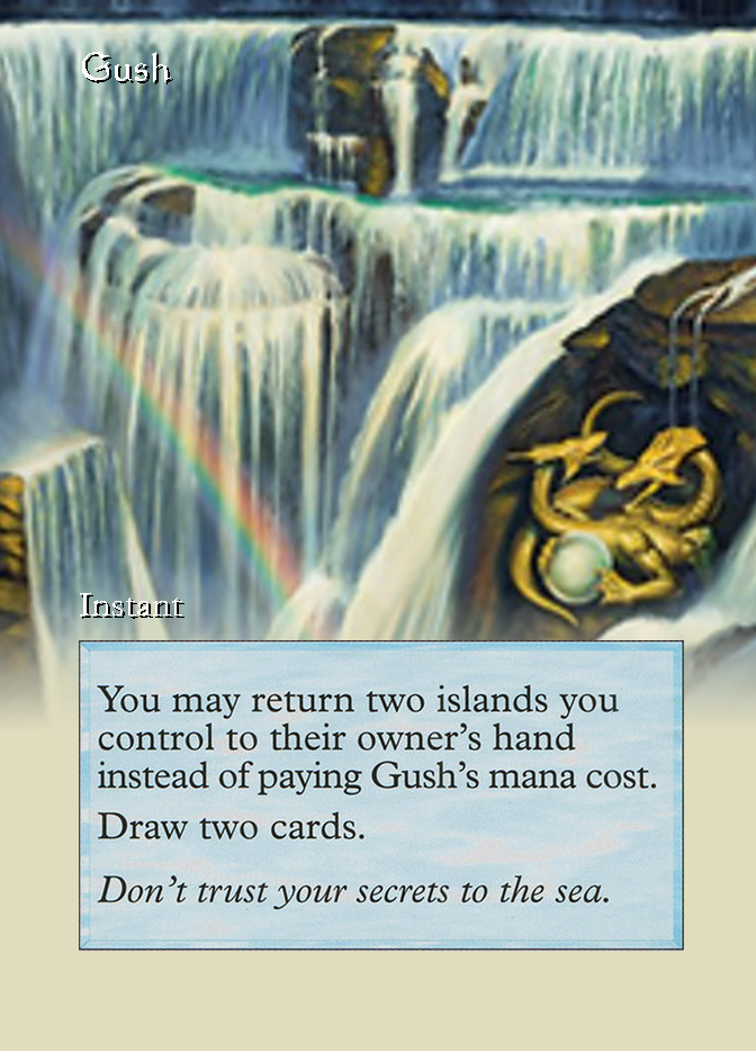 Gush
Instant
You may return two islands you
control to their owner’s hand
instead of paying Gush’s mana cost.
Draw two cards.
Don’t trust your secrets to the sea.